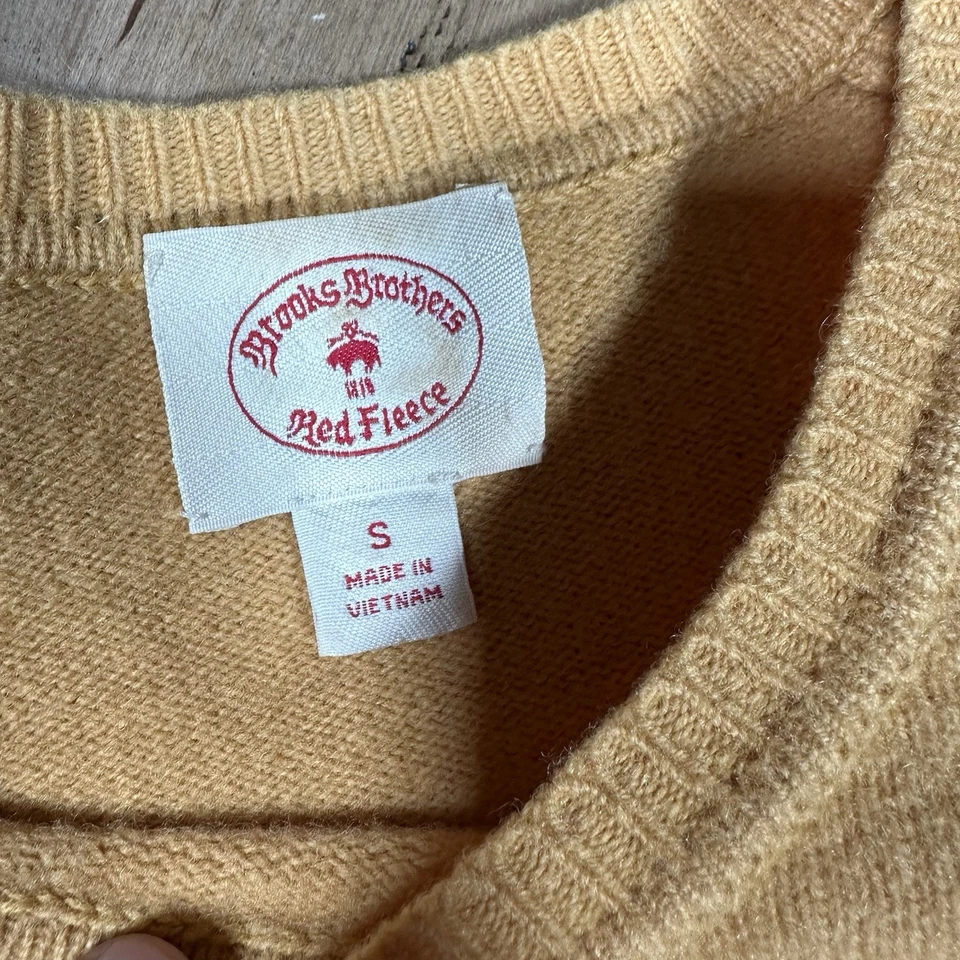 Brooks Brothers
1818
Red Fleece
S
MADE IN
VIETNAM